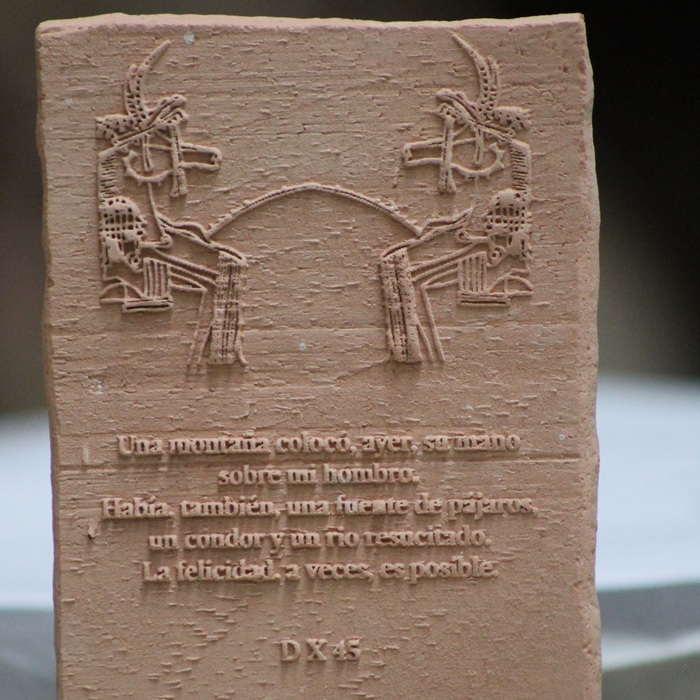 Una montaña colocó, ayer, su mano
sobre mi hombro.
Había, también, una fuente de pájaros,
un cóndor y un río resucitado.
La felicidad, a veces, es posible.
D X 45